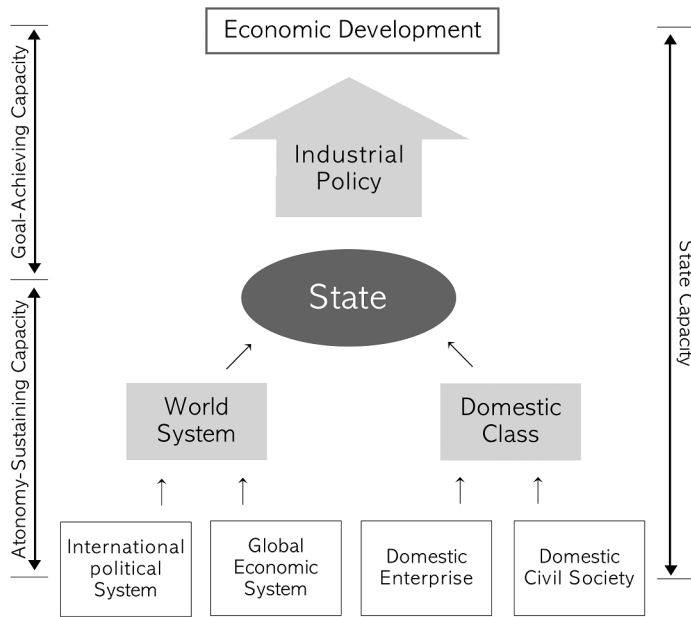 Economic Development
Goal-Achieving Capacity
Industrial
Policy
State
State Capacity
Atonomy-Sustaining Capacity
World
System
Domestic
Class
International
political
System
Global
Economic
System
Domestic
Enterprise
Domestic
Civil Society